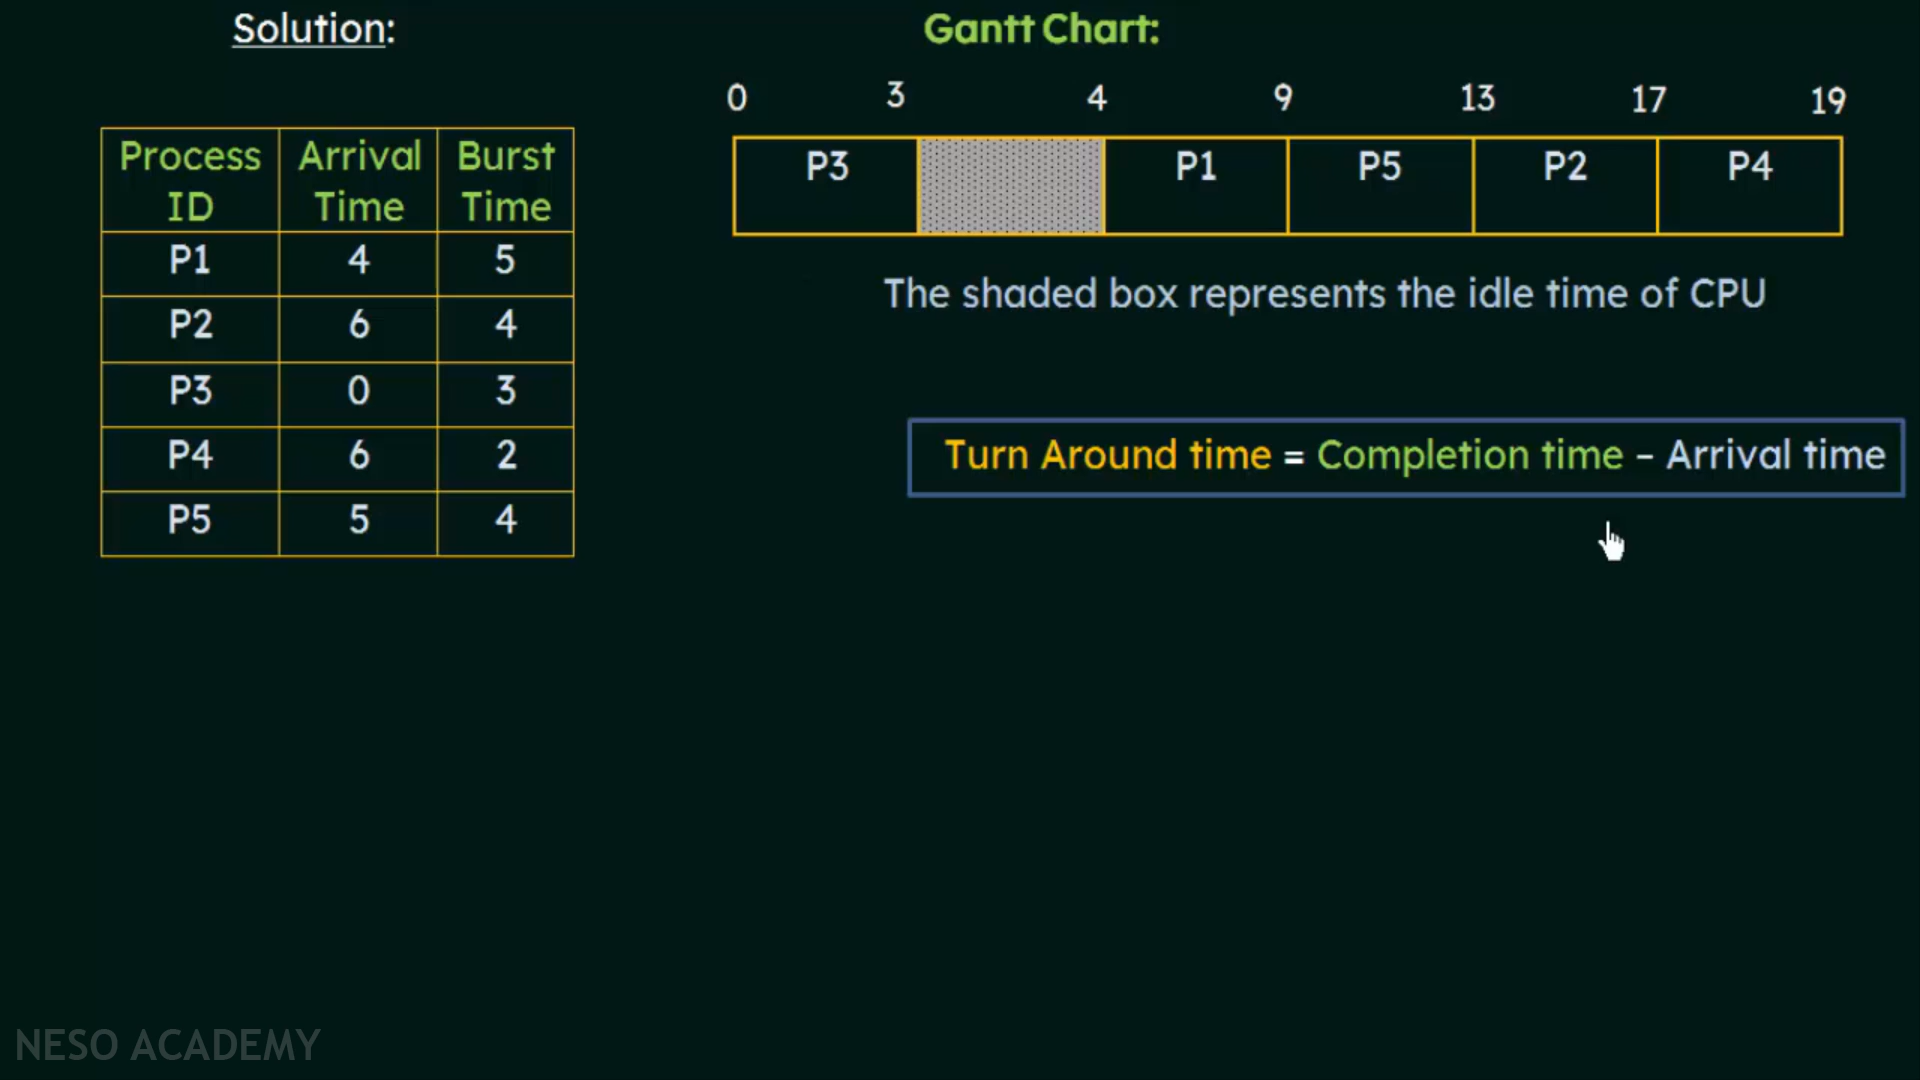 Solution:
Gantt Chart:
0 3 4 9 13 17 19
P3 P1 P5 P2 P4
The shaded box represents the idle time of CPU
Process ID Arrival Time Burst Time
P1 4 5
P2 6 4
P3 0 3
P4 6 2
P5 5 4
Turn Around time = Completion time – Arrival time
NESO ACADEMY